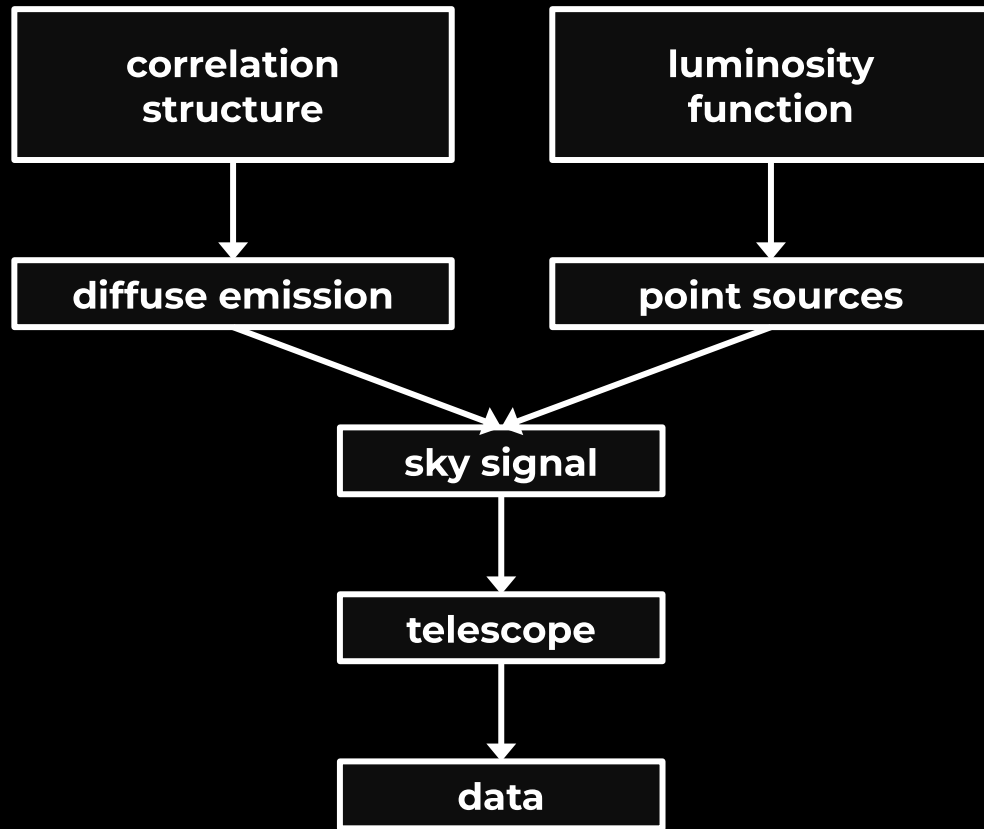 correlation
structure
luminosity
function
diffuse emission
point sources
sky signal
telescope
data